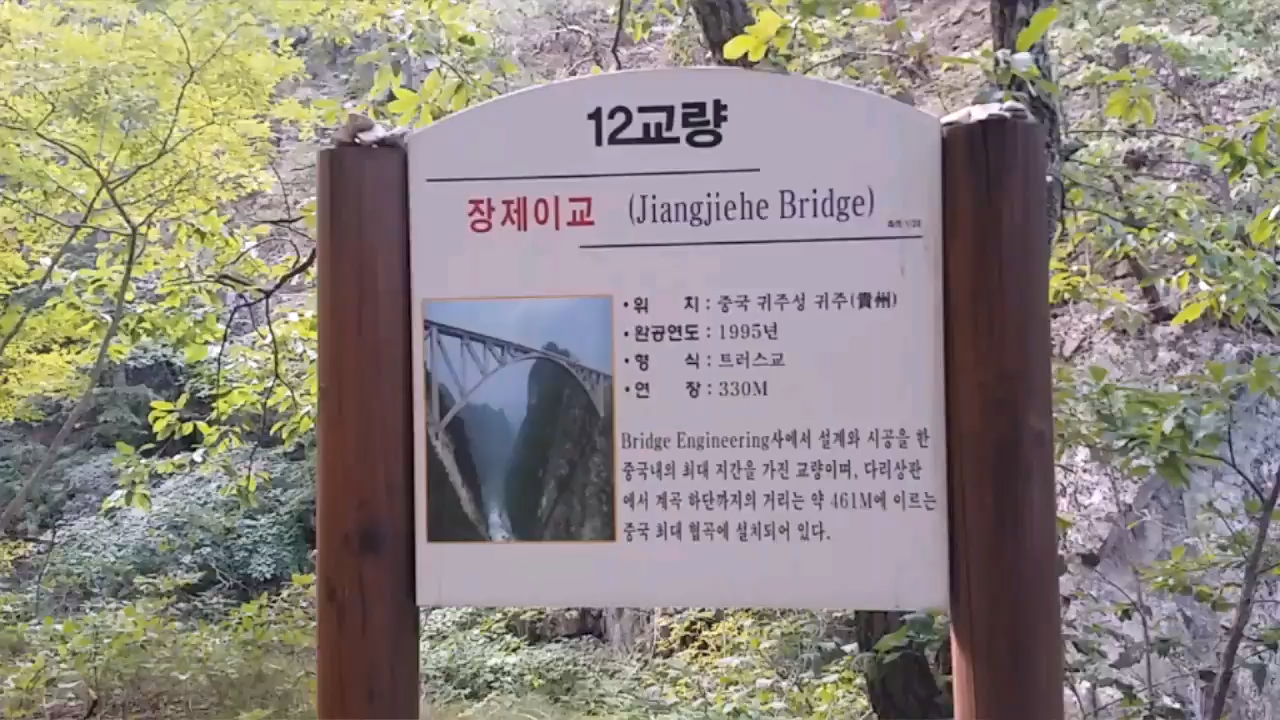 12교량
장제이교 (Jiangjiehe Bridge)
축척 1/20
•위 치 : 중국 귀주성 귀주(貴州)
•완공연도 : 1995년
•형 식 : 트러스교
•연 장 : 330M
Bridge Engineering사에서 설계와 시공을 한
중국내의 최대 지간을 가진 교량이며, 다리상판
에서 계곡 하단까지의 거리는 약 461M에 이르는
중국 최대 협곡에 설치되어 있다.